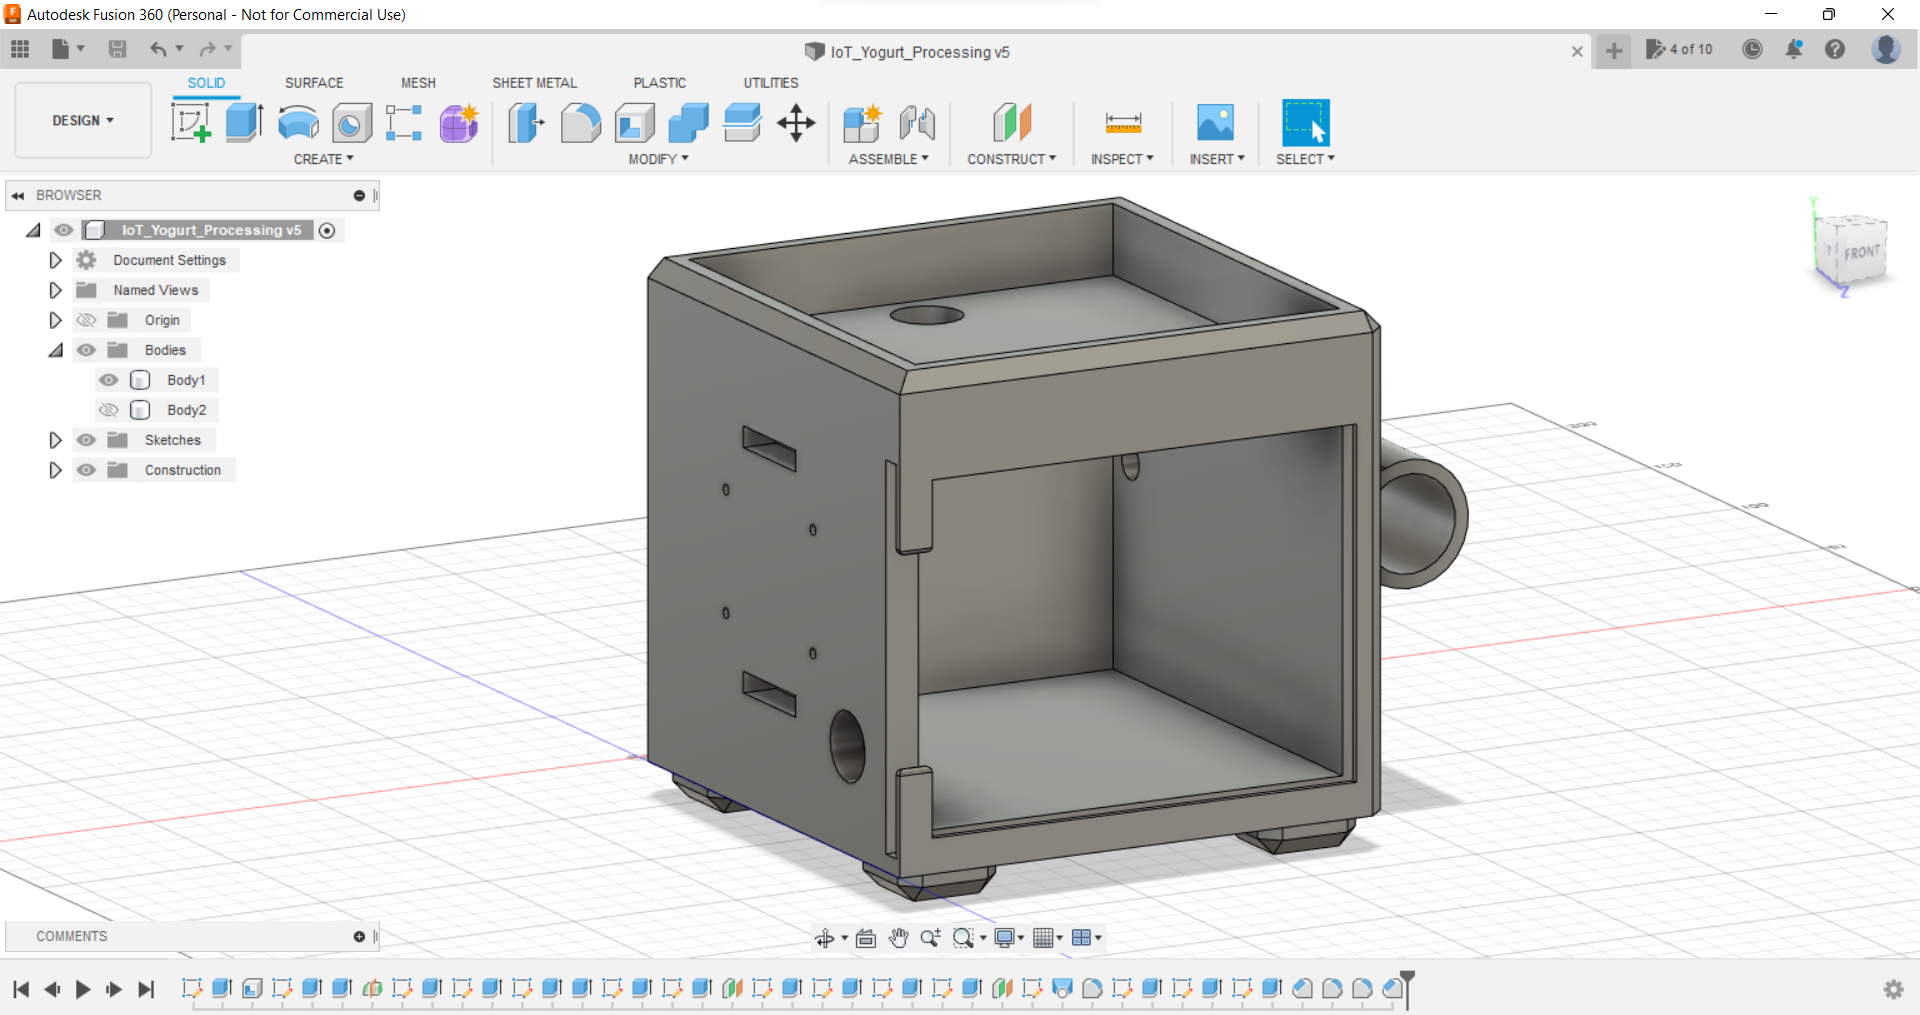 Autodesk Fusion 360 (Personal - Not for Commercial Use)
IoT_Yogurt_Processing v5
4 of 10
SOLID SURFACE MESH SHEET METAL PLASTIC UTILITIES
DESIGN
CREATE MODIFY ASSEMBLE CONSTRUCT INSPECT INSERT SELECT
BROWSER
IoT_Yogurt_Processing v5
Document Settings
Named Views
Origin
Bodies
Body1
Body2
Sketches
Construction
Y
FRONT
Z
COMMENTS